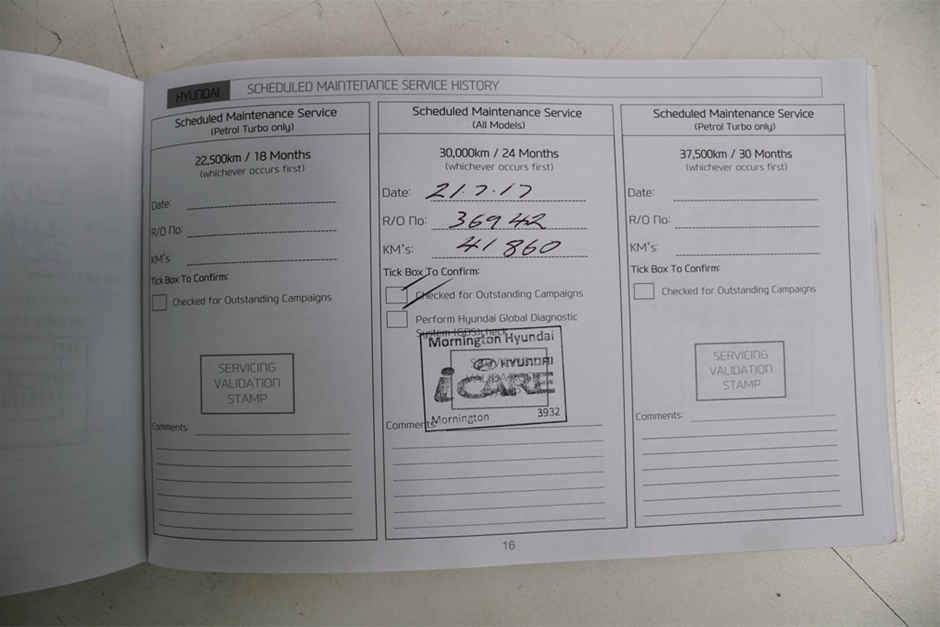 HYUNDAI SCHEDULED MAINTENANCE SERVICE HISTORY
Scheduled Maintenance Service
(Petrol Turbo only)
22,500km / 18 Months
(whichever occurs first)
Date:
R/O No:
KM's:
Tick Box To Confirm:
Checked for Outstanding Campaigns
SERVICING
VALIDATION
STAMP
Comments:
Scheduled Maintenance Service
(All Models)
30,000km / 24 Months
(whichever occurs first)
Date: 21.7.17
R/O No: 36942
KM's: 41860
Tick Box To Confirm:
Checked for Outstanding Campaigns
Perform Hyundai Global Diagnostic
System (GDS) check
Mornington Hyundai
HYUNDAI
iCARE
Mornington 3932
Comments:
Scheduled Maintenance Service
(Petrol Turbo only)
37,500km / 30 Months
(whichever occurs first)
Date:
R/O No:
KM's:
Tick Box To Confirm:
Checked for Outstanding Campaigns
SERVICING
VALIDATION
STAMP
Comments:
16